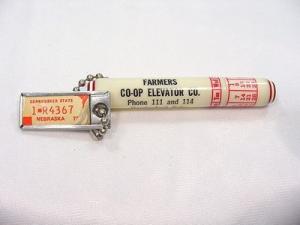 CORNHUSKER STATE
1-R4367
NEBRASKA
FARMERS
CO-OP ELEVATOR CO.
Phone 111 and 114